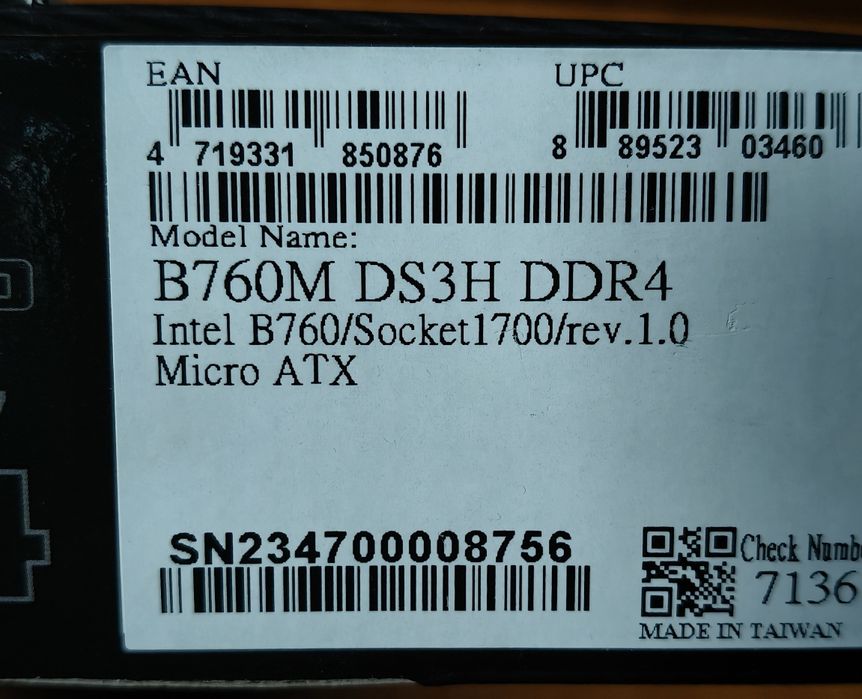 EAN
UPC
4 719331 850876
8 89523 03460
Model Name:
B760M DS3H DDR4
Intel B760/Socket1700/rev.1.0
Micro ATX
SN234700008756
Check
7136
MADE IN TAIWAN